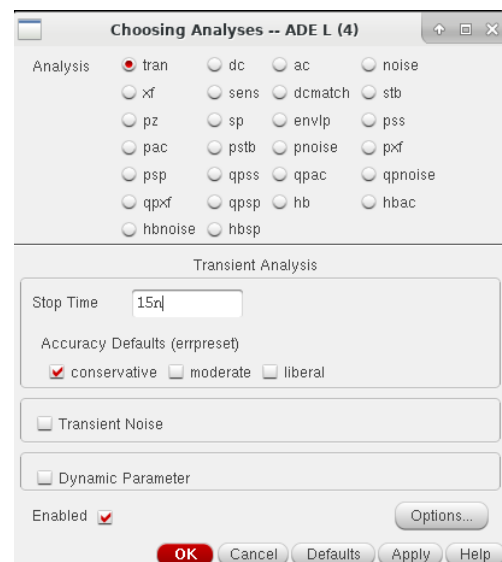 Choosing Analyses -- ADE L (4)
Analysis tran dc ac noise
xf sens dcmatch stb
pz sp envlp pss
pac pstb pnoise pxf
psp qpss qpac qpnoise
qpxf qpsp hb hbac
hbnoise hbsp
Transient Analysis
Stop Time 15n
Accuracy Defaults (errpreset)
conservative moderate liberal
Transient Noise
Dynamic Parameter
Enabled Options...
OK Cancel Defaults Apply Help